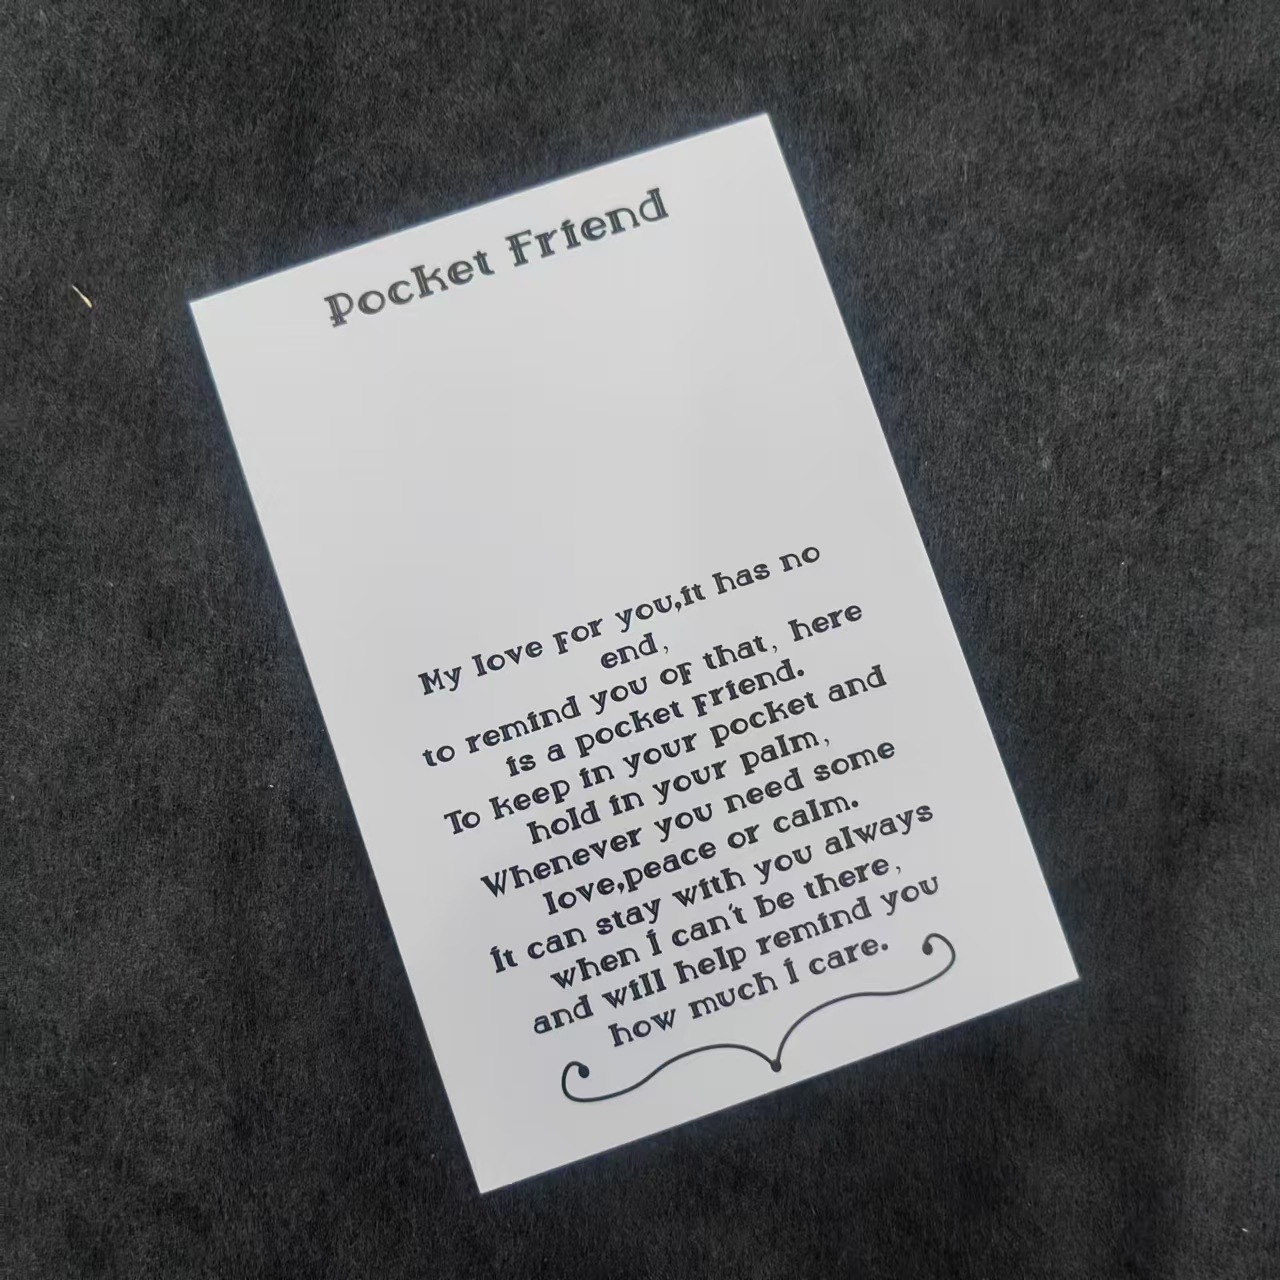 Pocket Friend
My love for you,it has no
end,
to remind you of that, here
is a pocket friend.
To keep in your pocket and
hold in your palm,
Whenever you need some
love,peace or calm.
it can stay with you always
when i can't be there,
and will help remind you
how much i care.